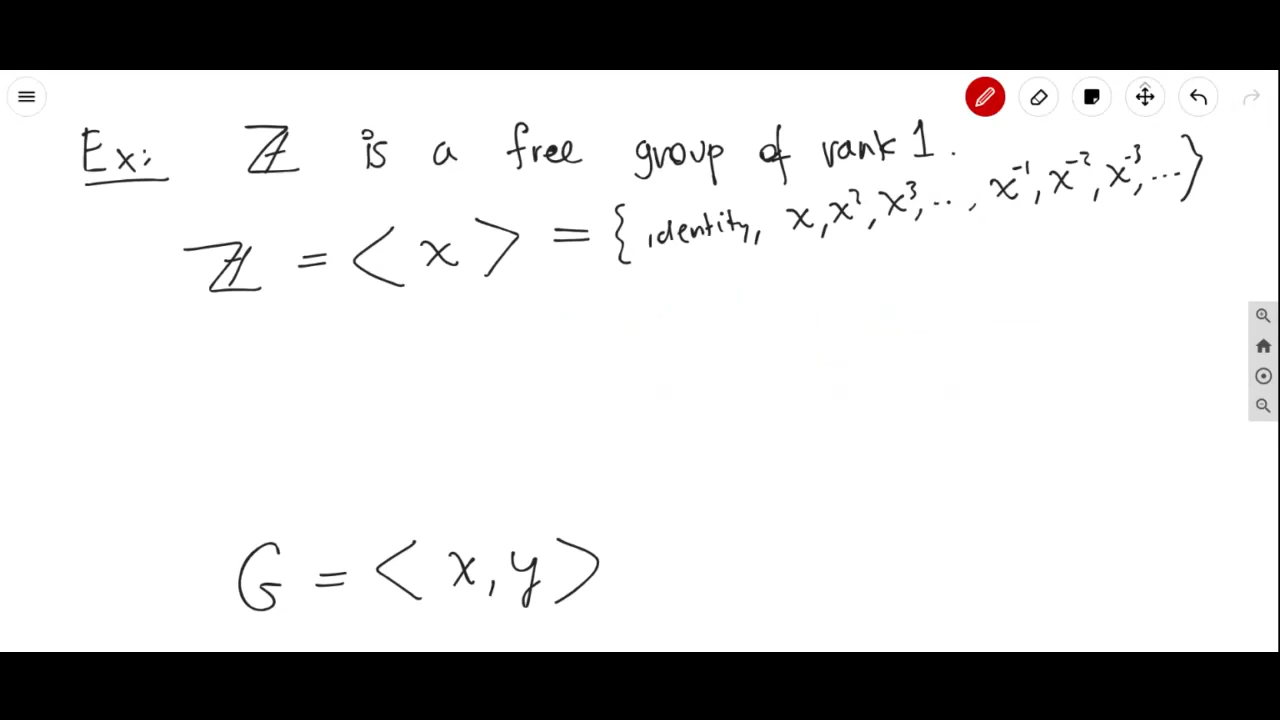 Ex: ℤ is a free group of rank 1.
ℤ = < x > = { identity, x, x², x³, ..., x⁻¹, x⁻², x⁻³, ... }
G = < x, y >